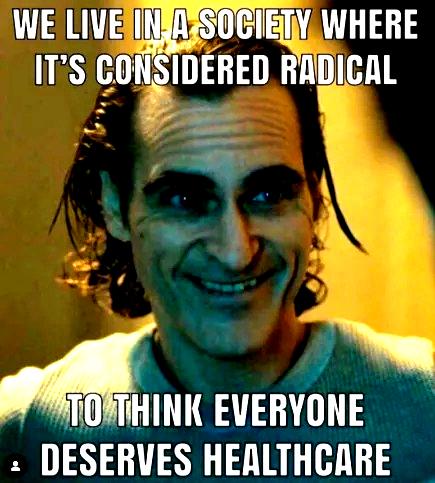 WE LIVE IN A SOCIETY WHERE
IT'S CONSIDERED RADICAL
TO THINK EVERYONE
DESERVES HEALTHCARE